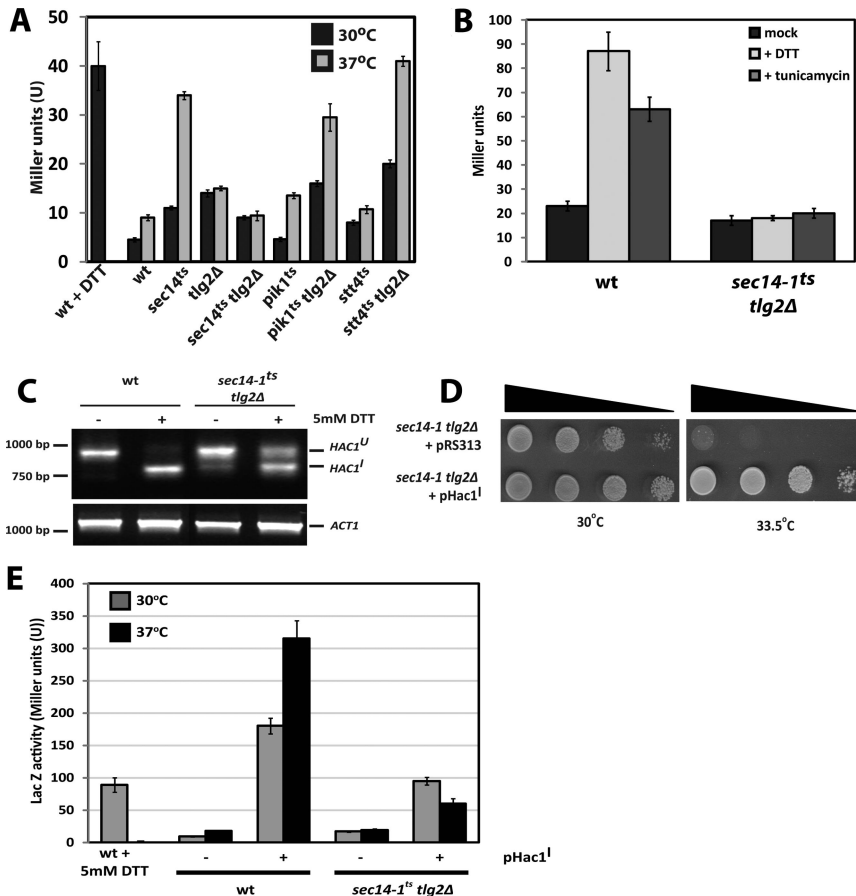 A
50
40
30
20
10
0
Miller units (U)
30°C
37°C
wt + DTT
wt
sec14ts
tlg2Δ
sec14ts tlg2Δ
pik1ts
pik1ts tlg2Δ
stt4ts
stt4ts tlg2Δ
B
100
90
80
70
60
50
40
30
20
10
0
Miller units
mock
+ DTT
+ tunicamycin
wt
sec14-1ts
tlg2Δ
C
wt
sec14-1ts
tlg2Δ
- + - + 5mM DTT
1000 bp
750 bp
HAC1U
HAC1I
1000 bp
ACT1
D
sec14-1 tlg2Δ
+ pRS313
sec14-1 tlg2Δ
+ pHac1I
30°C
33.5°C
E
400
350
300
250
200
150
100
50
0
Lac Z activity (Miller units (U))
30°C
37°C
wt +
5mM DTT
- + - + pHac1I
wt
sec14-1ts tlg2Δ